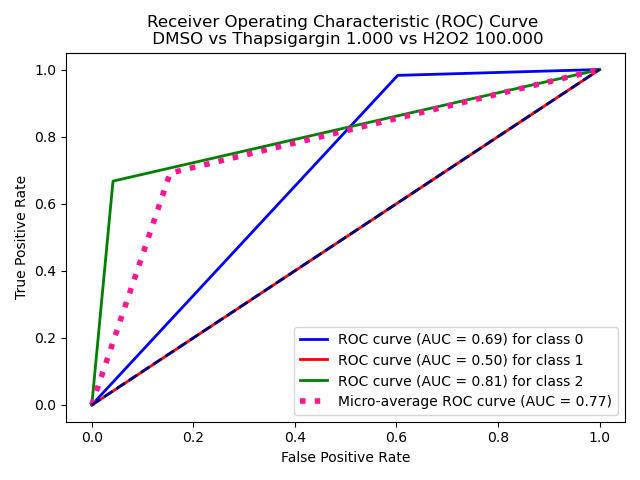 Receiver Operating Characteristic (ROC) Curve
DMSO vs Thapsigargin 1.000 vs H2O2 100.000
1.0
0.8
0.6
0.4
0.2
0.0
True Positive Rate
ROC curve (AUC = 0.69) for class 0
ROC curve (AUC = 0.50) for class 1
ROC curve (AUC = 0.81) for class 2
Micro-average ROC curve (AUC = 0.77)
0.0 0.2 0.4 0.6 0.8 1.0
False Positive Rate